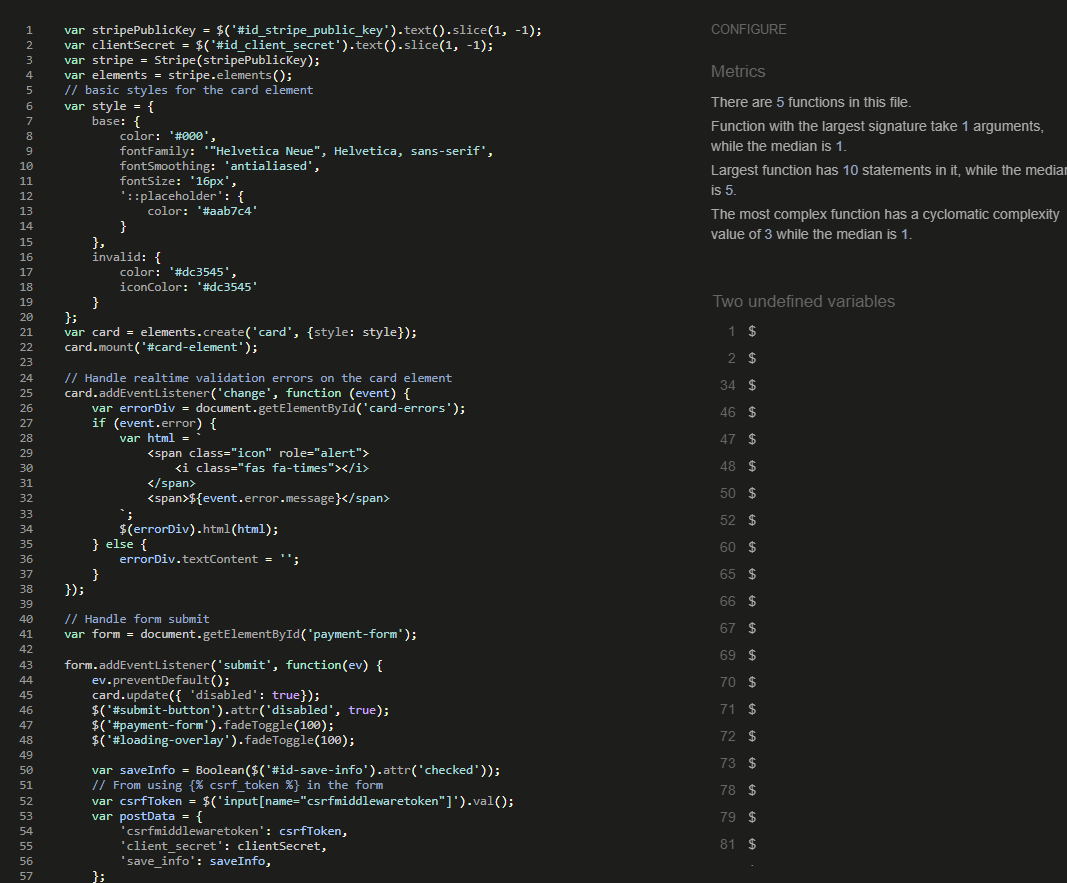 1 var stripePublicKey = $('#id_stripe_public_key').text().slice(1, -1);
2 var clientSecret = $('#id_client_secret').text().slice(1, -1);
3 var stripe = Stripe(stripePublicKey);
4 var elements = stripe.elements();
5 // basic styles for the card element
6 var style = {
7     base: {
8         color: '#000',
9         fontFamily: '"Helvetica Neue", Helvetica, sans-serif',
10         fontSmoothing: 'antialiased',
11         fontSize: '16px',
12         '::placeholder': {
13             color: '#aab7c4'
14         }
15     },
16     invalid: {
17         color: '#dc3545',
18         iconColor: '#dc3545'
19     }
20 };
21 var card = elements.create('card', {style: style});
22 card.mount('#card-element');
23
24 // Handle realtime validation errors on the card element
25 card.addEventListener('change', function (event) {
26     var errorDiv = document.getElementById('card-errors');
27     if (event.error) {
28         var html = `
29             <span class="icon" role="alert">
30                 <i class="fas fa-times"></i>
31             </span>
32             <span>${event.error.message}</span>
33         `;
34         $(errorDiv).html(html);
35     } else {
36         errorDiv.textContent = '';
37     }
38 });
39
40 // Handle form submit
41 var form = document.getElementById('payment-form');
42
43 form.addEventListener('submit', function(ev) {
44     ev.preventDefault();
45     card.update({ 'disabled': true});
46     $('#submit-button').attr('disabled', true);
47     $('#payment-form').fadeToggle(100);
48     $('#loading-overlay').fadeToggle(100);
49
50     var saveInfo = Boolean($('#id-save-info').attr('checked'));
51     // From using {% csrf_token %} in the form
52     var csrfToken = $('input[name="csrfmiddlewaretoken"]').val();
53     var postData = {
54         'csrfmiddlewaretoken': csrfToken,
55         'client_secret': clientSecret,
56         'save_info': saveInfo,
57     };
CONFIGURE
Metrics
There are 5 functions in this file.
Function with the largest signature take 1 arguments,
while the median is 1.
Largest function has 10 statements in it, while the median
is 5.
The most complex function has a cyclomatic complexity
value of 3 while the median is 1.
Two undefined variables
1 $
2 $
34 $
46 $
47 $
48 $
50 $
52 $
60 $
65 $
66 $
67 $
69 $
70 $
71 $
72 $
73 $
78 $
79 $
81 $